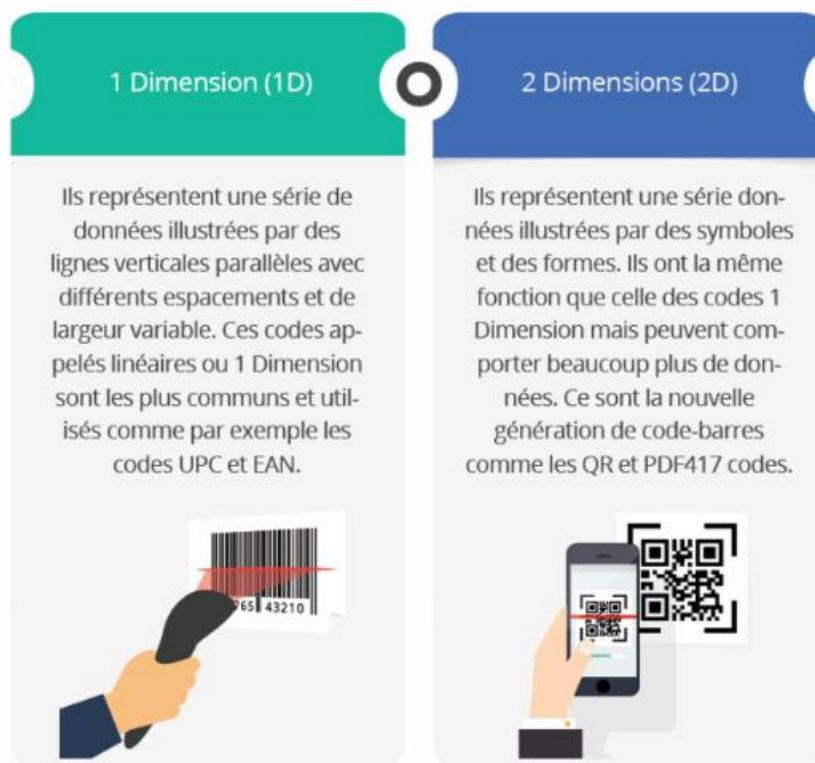 1 Dimension (1D)
Ils représentent une série de
données illustrées par des
lignes verticales parallèles avec
différents espacements et de
largeur variable. Ces codes ap-
pelés linéaires ou 1 Dimension
sont les plus communs et util-
isés comme par exemple les
codes UPC et EAN.
765 43210
2 Dimensions (2D)
Ils représentent une série don-
nées illustrées par des symboles
et des formes. Ils ont la même
fonction que celle des codes 1
Dimension mais peuvent com-
porter beaucoup plus de don-
nées. Ce sont la nouvelle
génération de code-barres
comme les QR et PDF417 codes.